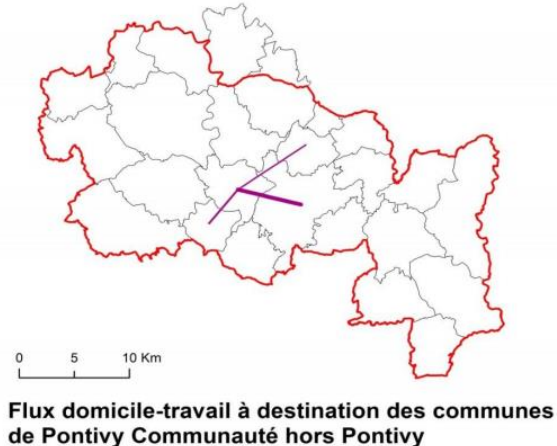 0 5 10 Km
Flux domicile-travail à destination des communes
de Pontivy Communauté hors Pontivy